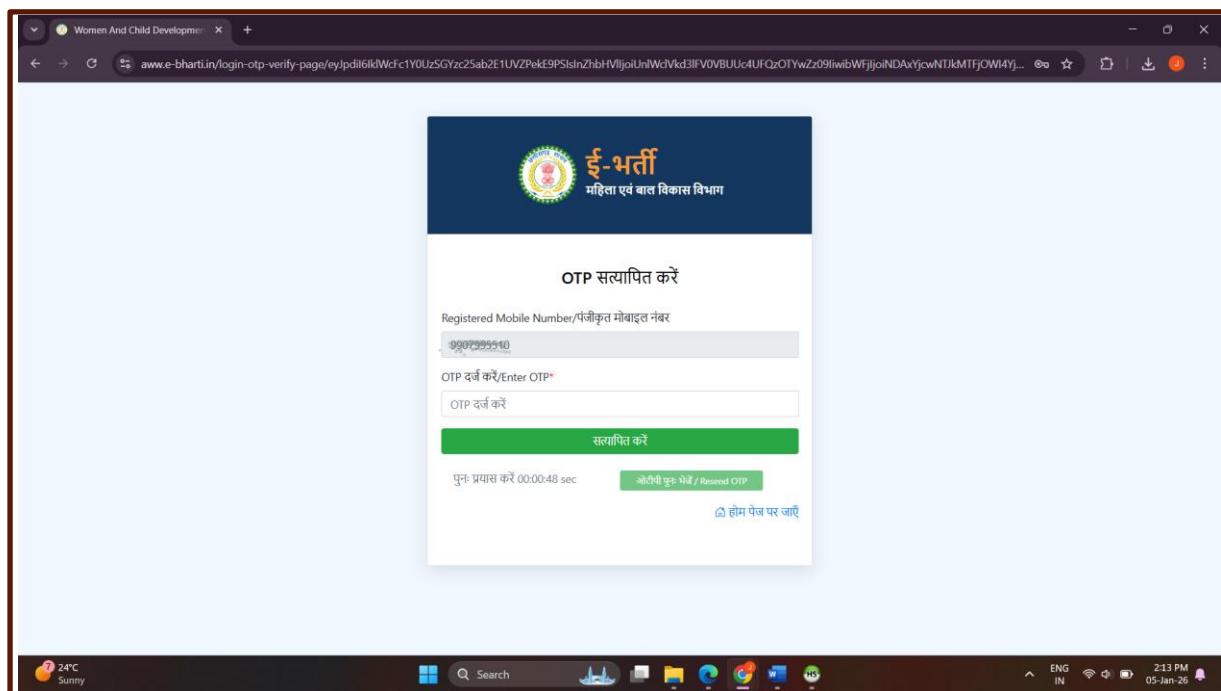 Women And Child Developmen
aww.e-bharti.in/login-otp-verify-page/eyJpdiI6IklWcFc1Y0UzSGYzc25ab2E1UVZPekE9PSIsInZhbHVlIjoiUnlWdVkd3lFV0VBUUc4UFQzOTYwZz09IiwibWFjIjoiNDAxYjcwNTJkMTFjOWI4Yj...
ई-भर्ती
महिला एवं बाल विकास विभाग
OTP सत्यापित करें
Registered Mobile Number/पंजीकृत मोबाइल नंबर
OTP दर्ज करें/Enter OTP*
OTP दर्ज करें
सत्यापित करें
पुनः प्रयास करें 00:00:48 sec
ओटीपी पुनः भेजें / Resend OTP
होम पेज पर जाएँ
7
24°C
Sunny
Search
ENG
IN
2:13 PM
05-Jan-26